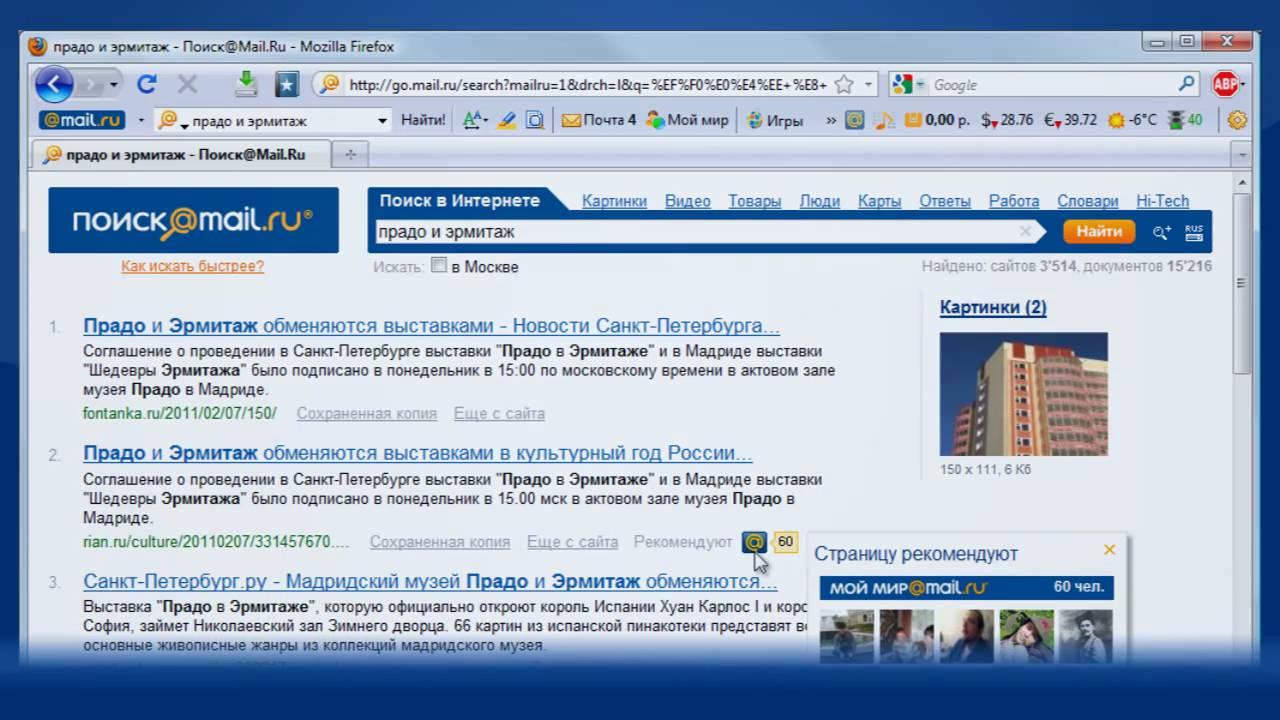 прадо и эрмитаж - Поиск@Mail.Ru - Mozilla Firefox
http://go.mail.ru/search?mailru=1&drch=l&q=%EF%F0%E0%E4%EE+%E8+
Google
ABP
@mail.ru прадо и эрмитаж Найти! Почта 4 Мой мир Игры » 0,00 р. $ 28.76 € 39.72 -6°C 40
прадо и эрмитаж - Поиск@Mail.Ru
поиск@mail.ru®
Поиск в Интернете Картинки Видео Товары Люди Карты Ответы Работа Словари Hi-Tech
прадо и эрмитаж Найти RUS
Как искать быстрее?
Искать: в Москве
Найдено: сайтов 3'514, документов 15'216
1. Прадо и Эрмитаж обменяются выставками - Новости Санкт-Петербурга...
Соглашение о проведении в Санкт-Петербурге выставки "Прадо в Эрмитаже" и в Мадриде выставки
"Шедевры Эрмитажа" было подписано в понедельник в 15:00 по московскому времени в актовом зале
музея Прадо в Мадриде.
fontanka.ru/2011/02/07/150/ Сохраненная копия Еще с сайта
Картинки (2)
150 x 111, 6 Кб
2. Прадо и Эрмитаж обменяются выставками в культурный год России...
Соглашение о проведении в Санкт-Петербурге выставки "Прадо в Эрмитаже" и в Мадриде выставки
"Шедевры Эрмитажа" было подписано в понедельник в 15.00 мск в актовом зале музея Прадо в
Мадриде.
rian.ru/culture/20110207/331457670.... Сохраненная копия Еще с сайта Рекомендуют @ 60
3. Санкт-Петербург.ру - Мадридский музей Прадо и Эрмитаж обменяются...
Выставка "Прадо в Эрмитаже", которую официально откроют король Испании Хуан Карлос I и
София, займет Николаевский зал Зимнего дворца. 66 картин из испанской пинакотеки представят
основные живописные жанры из коллекций мадридского музея.
Страницу рекомендуют
МОЙ МИР@mail.ru 60 чел.